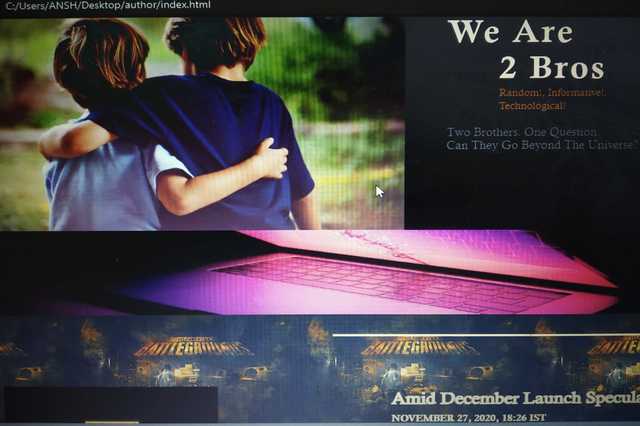 C:/Users/ANSH/Desktop/author/index.html
We Are
2 Bros
Random!, Informative!,
Technological!
Two Brothers. One Question.
Can They Go Beyond The Universe?
BATTLEGROUNDS
BATTLEGROUNDS
Amid December Launch Specula
NOVEMBER 27, 2020, 18:26 IST